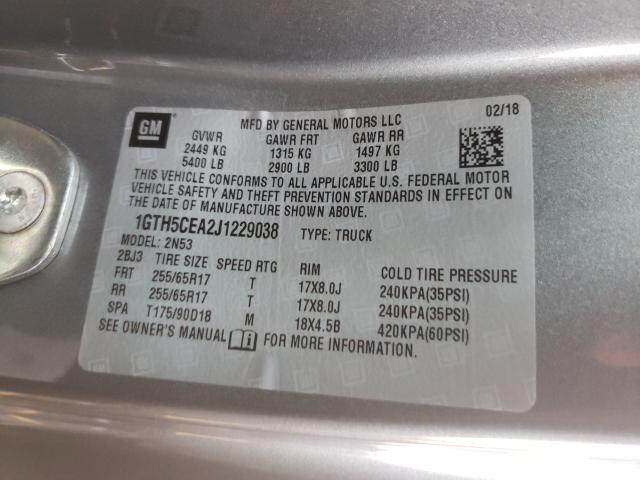 GM
MFD BY GENERAL MOTORS LLC 02/18
GVWR GAWR FRT GAWR RR
2449 KG 1315 KG 1497 KG
5400 LB 2900 LB 3300 LB
THIS VEHICLE CONFORMS TO ALL APPLICABLE U.S. FEDERAL MOTOR
VEHICLE SAFETY AND THEFT PREVENTION STANDARDS IN EFFECT ON
THE DATE OF MANUFACTURE SHOWN ABOVE.
1GTH5CEA2J1229038 TYPE: TRUCK
MODEL: 2N53
2BJ3 TIRE SIZE SPEED RTG RIM COLD TIRE PRESSURE
FRT 255/65R17 T 17X8.0J 240KPA(35PSI)
RR 255/65R17 T 17X8.0J 240KPA(35PSI)
SPA T175/90D18 M 18X4.5B 420KPA(60PSI)
SEE OWNER'S MANUAL i FOR MORE INFORMATION.